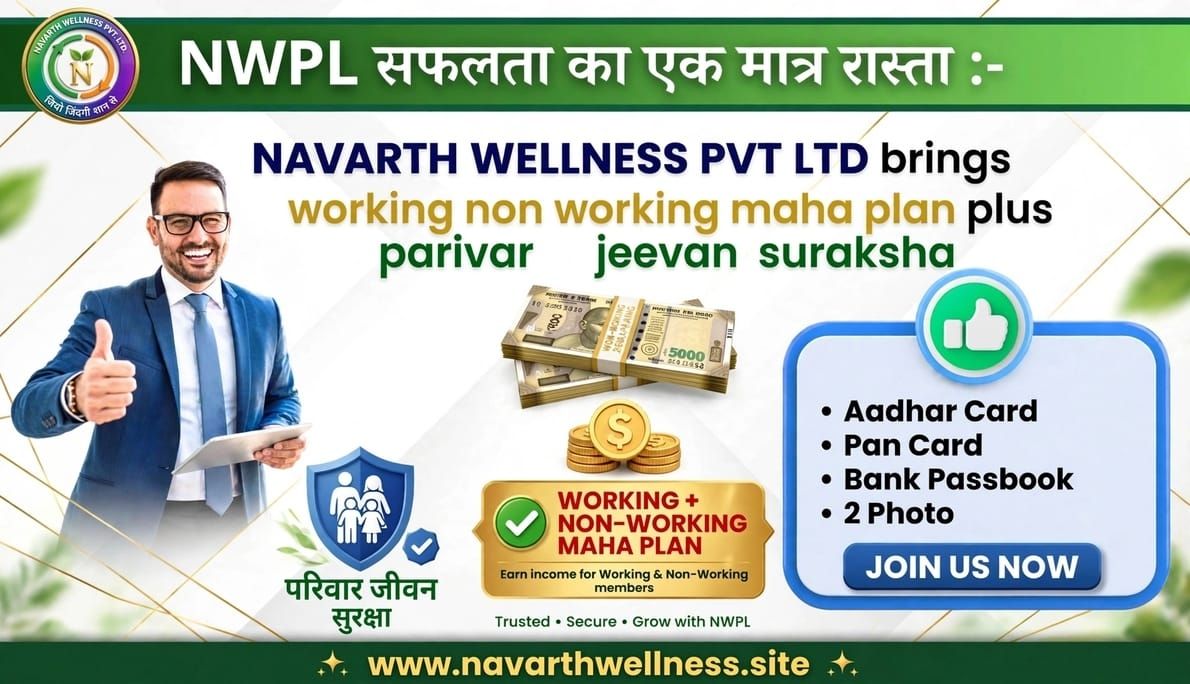 NAVARTH WELLNESS PVT. LTD.
N
जियो जिंदगी शान से
NWPL सफलता का एक मात्र रास्ता :-
NAVARTH WELLNESS PVT LTD brings
working non working maha plan plus
parivar jeevan suraksha
₹5000
• Aadhar Card
• Pan Card
• Bank Passbook
• 2 Photo
JOIN US NOW
$
WORKING +
NON-WORKING
MAHA PLAN
Earn income for Working & Non-Working
members
परिवार जीवन
सुरक्षा
Trusted • Secure • Grow with NWPL
www.navarthwellness.site